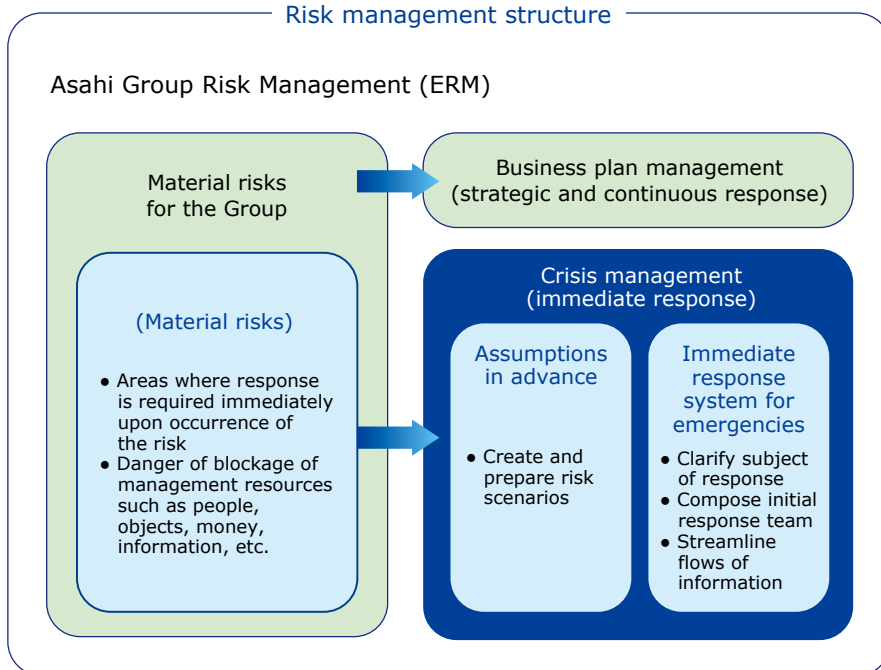 Risk management structure
Asahi Group Risk Management (ERM)
Material risks
for the Group
Business plan management
(strategic and continuous response)
(Material risks)
● Areas where response
is required immediately
upon occurrence of
the risk
● Danger of blockage of
management resources
such as people,
objects, money,
information, etc.
Crisis management
(immediate response)
Assumptions
in advance
● Create and
prepare risk
scenarios
Immediate
response
system for
emergencies
● Clarify subject
of response
● Compose initial
response team
● Streamline
flows of
information